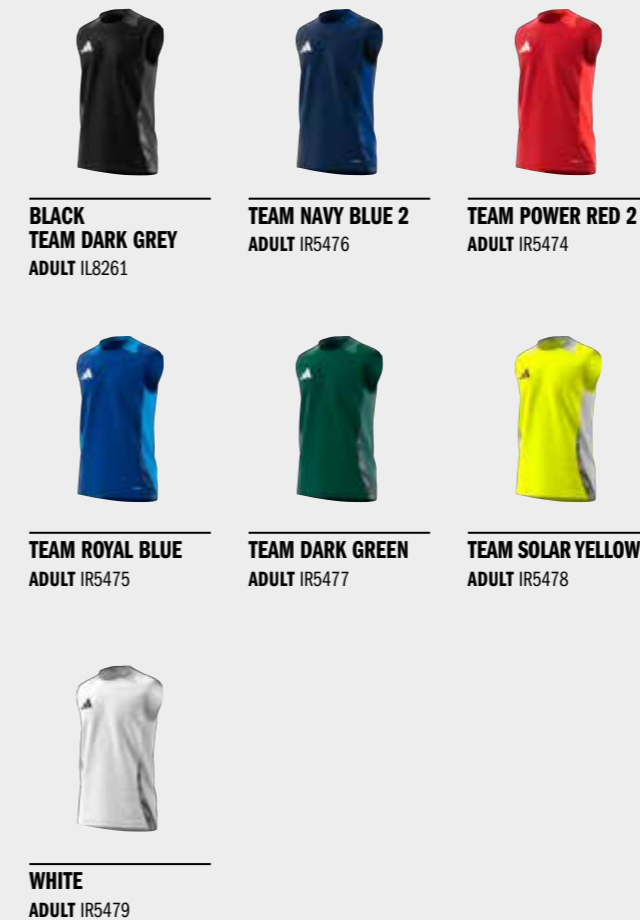 BLACK
TEAM DARK GREY
ADULT IL8261
TEAM NAVY BLUE 2
ADULT IR5476
TEAM POWER RED 2
ADULT IR5474
TEAM ROYAL BLUE
ADULT IR5475
TEAM DARK GREEN
ADULT IR5477
TEAM SOLAR YELLOW
ADULT IR5478
WHITE
ADULT IR5479